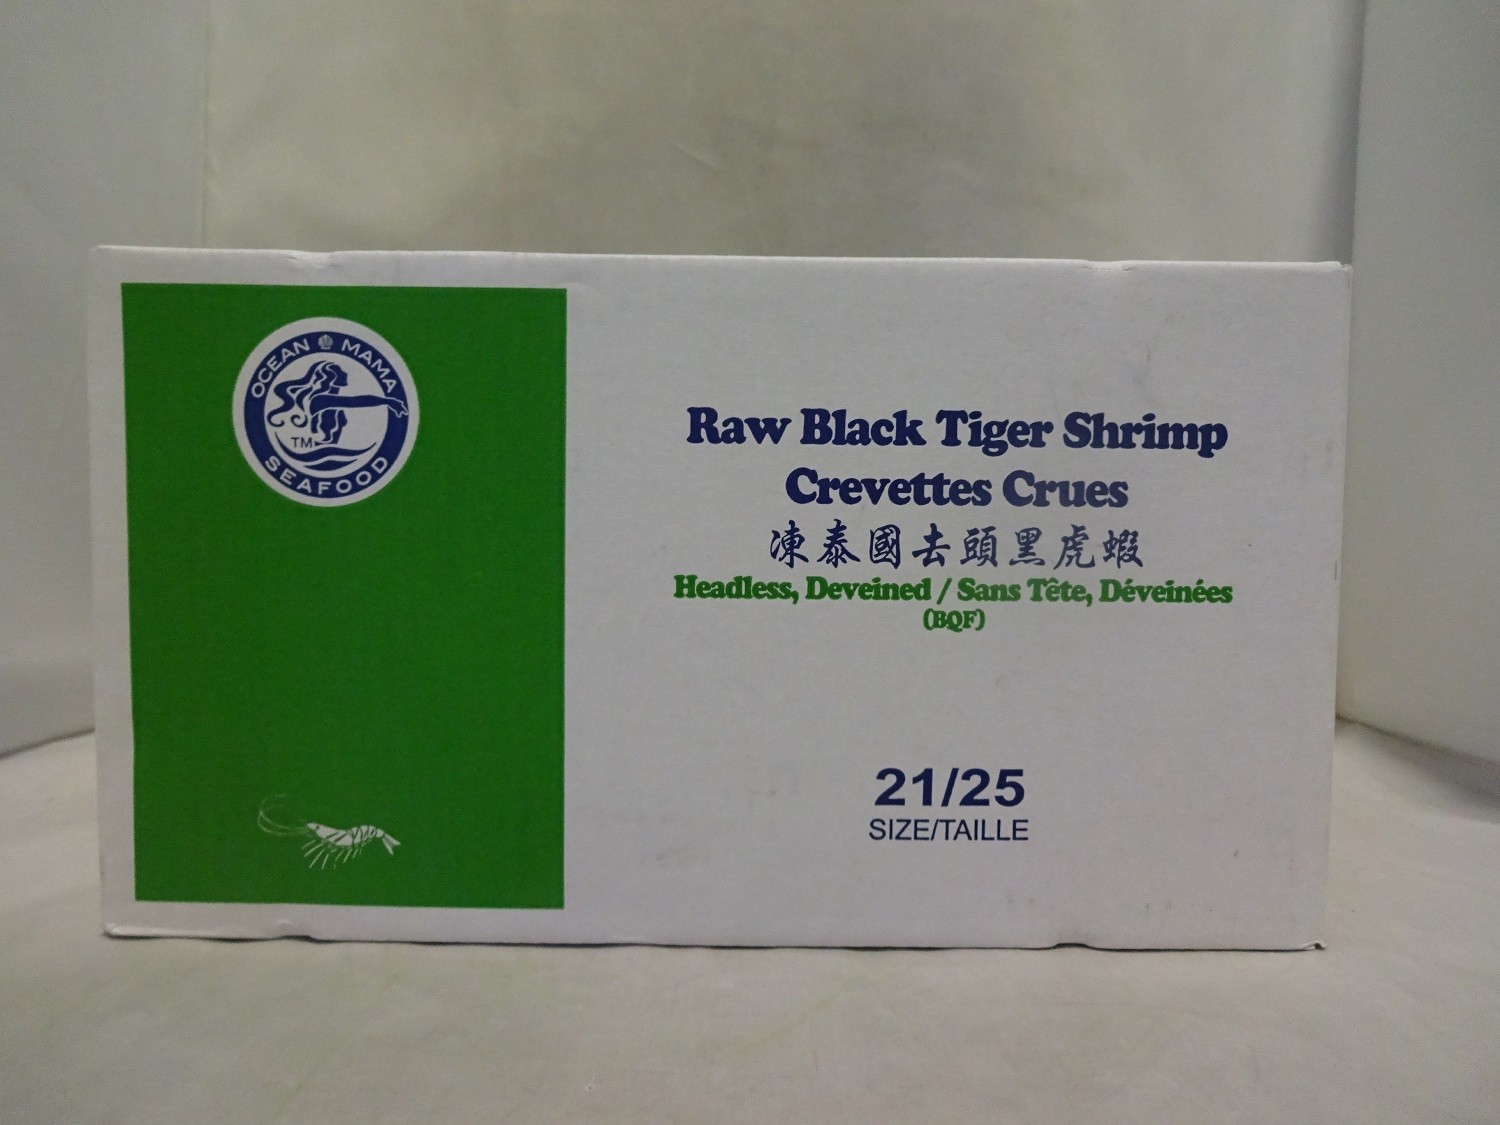 OCEAN MAMA
TM
SEAFOOD
Raw Black Tiger Shrimp
Crevettes Crues
凍泰國去頭黑虎蝦
Headless, Deveined / Sans Tête, Déveinées
(BQF)
21/25
SIZE/TAILLE